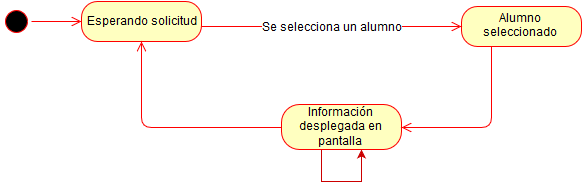 Esperando solicitud
Se selecciona un alumno
Alumno
seleccionado
Información
desplegada en
pantalla